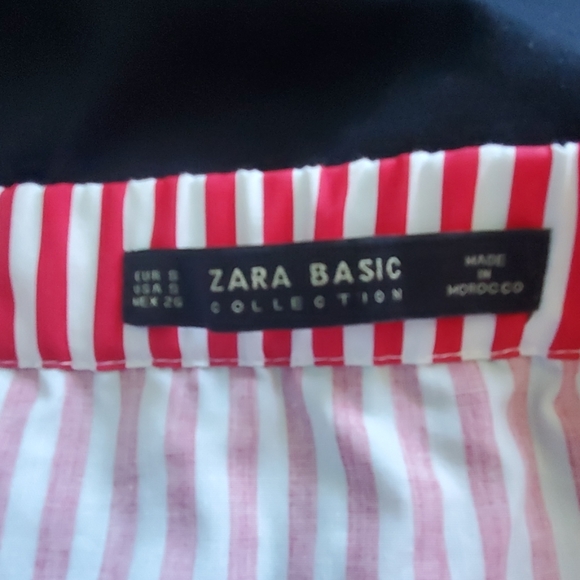 EUR S
USA S
MEX 26
ZARA BASIC
COLLECTION
MADE
IN
MOROCCO